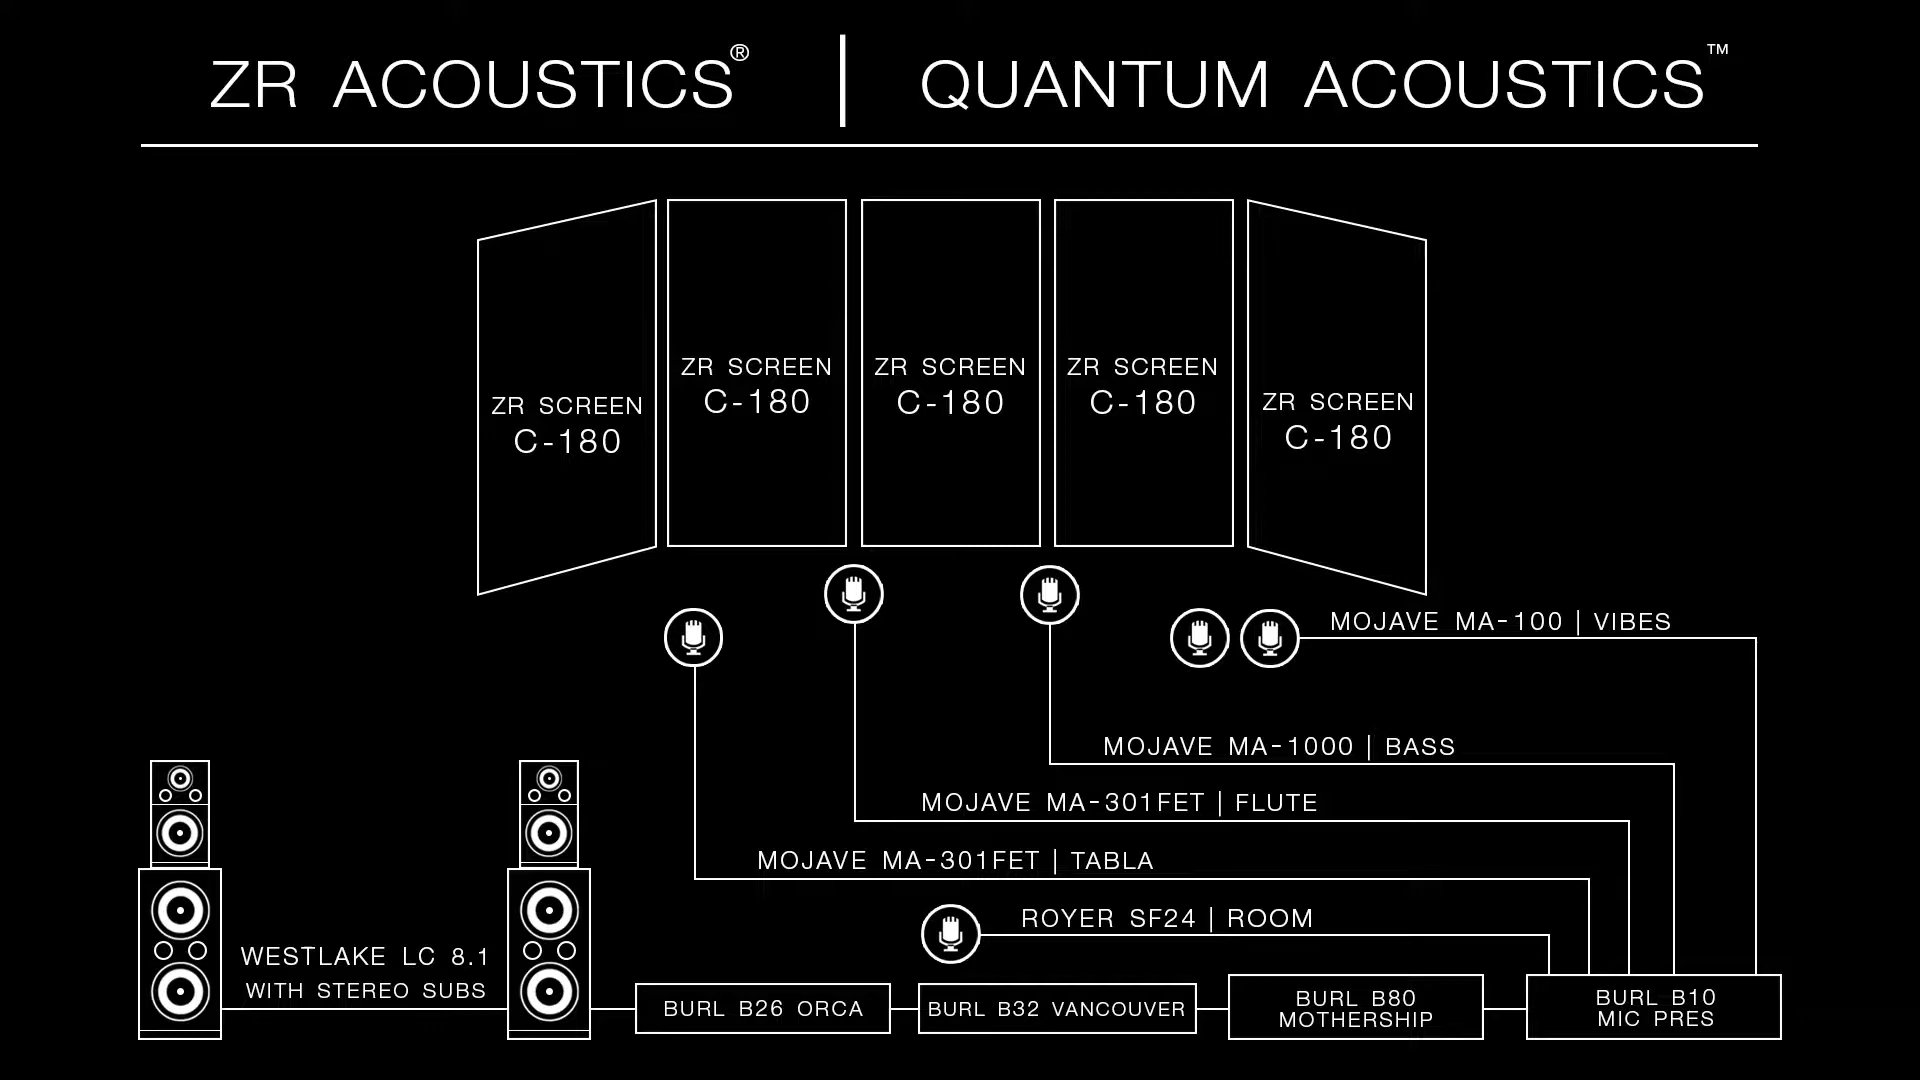 ZR ACOUSTICS® | QUANTUM ACOUSTICS™
ZR SCREEN
C-180
ZR SCREEN
C-180
ZR SCREEN
C-180
ZR SCREEN
C-180
ZR SCREEN
C-180
MOJAVE MA-100 | VIBES
MOJAVE MA-1000 | BASS
MOJAVE MA-301FET | FLUTE
MOJAVE MA-301FET | TABLA
ROYER SF24 | ROOM
WESTLAKE LC 8.1
WITH STEREO SUBS
BURL B26 ORCA
BURL B32 VANCOUVER
BURL B80
MOTHERSHIP
BURL B10
MIC PRES